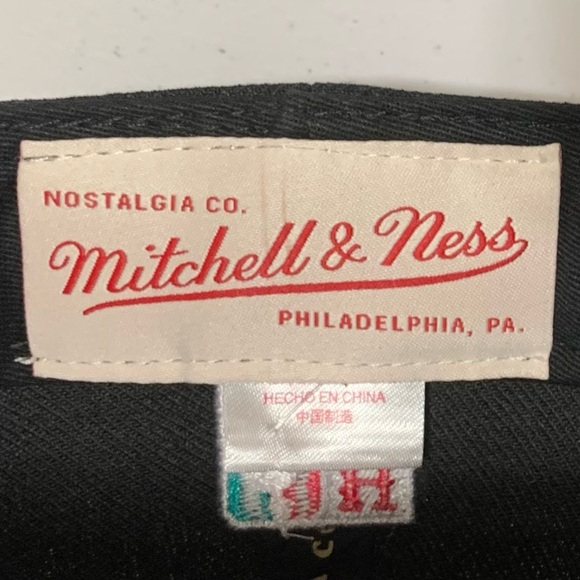 NOSTALGIA CO.
Mitchell & Ness
PHILADELPHIA, PA.
HECHO EN CHINA
中国制造